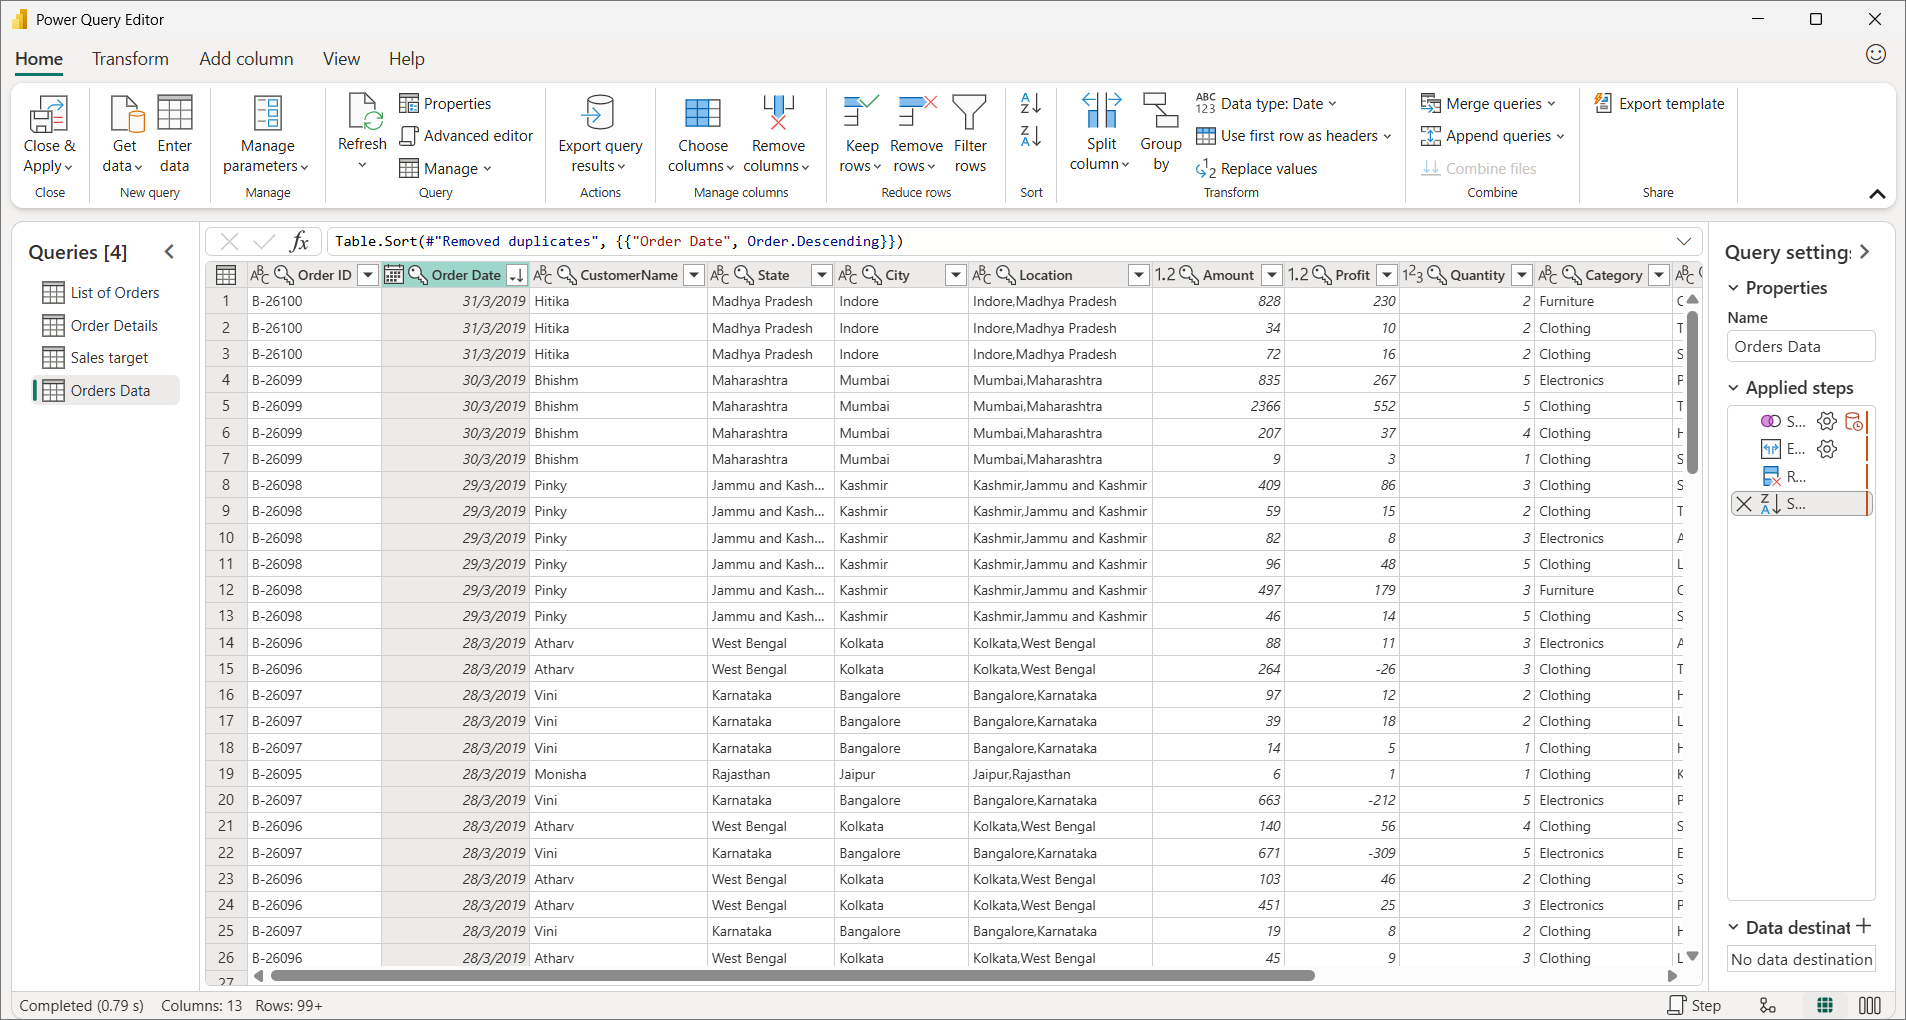 Power Query Editor
Home Transform Add column View Help
Close & Apply
Close
Get data
Enter data
New query
Manage parameters
Manage
Refresh
Properties
Advanced editor
Manage
Query
Export query results
Actions
Choose columns
Remove columns
Manage columns
Keep rows
Remove rows
Filter rows
Reduce rows
Sort
Split column
Group by
Data type: Date
Use first row as headers
Replace values
Transform
Merge queries
Append queries
Combine files
Combine
Export template
Share
Queries [4]
List of Orders
Order Details
Sales target
Orders Data
fx Table.Sort(#"Removed duplicates", {{"Order Date", Order.Descending}})
Order ID Order Date CustomerName State City Location 1.2 Amount 1.2 Profit Quantity Category
1 B-26100 31/3/2019 Hitika Madhya Pradesh Indore Indore,Madhya Pradesh 828 230 2 Furniture
2 B-26100 31/3/2019 Hitika Madhya Pradesh Indore Indore,Madhya Pradesh 34 10 2 Clothing
3 B-26100 31/3/2019 Hitika Madhya Pradesh Indore Indore,Madhya Pradesh 72 16 2 Clothing
4 B-26099 30/3/2019 Bhishm Maharashtra Mumbai Mumbai,Maharashtra 835 267 5 Electronics
5 B-26099 30/3/2019 Bhishm Maharashtra Mumbai Mumbai,Maharashtra 2366 552 5 Clothing
6 B-26099 30/3/2019 Bhishm Maharashtra Mumbai Mumbai,Maharashtra 207 37 4 Clothing
7 B-26099 30/3/2019 Bhishm Maharashtra Mumbai Mumbai,Maharashtra 9 3 1 Clothing
8 B-26098 29/3/2019 Pinky Jammu and Kash... Kashmir Kashmir,Jammu and Kashmir 409 86 3 Clothing
9 B-26098 29/3/2019 Pinky Jammu and Kash... Kashmir Kashmir,Jammu and Kashmir 59 15 2 Clothing
10 B-26098 29/3/2019 Pinky Jammu and Kash... Kashmir Kashmir,Jammu and Kashmir 82 8 3 Electronics
11 B-26098 29/3/2019 Pinky Jammu and Kash... Kashmir Kashmir,Jammu and Kashmir 96 48 5 Clothing
12 B-26098 29/3/2019 Pinky Jammu and Kash... Kashmir Kashmir,Jammu and Kashmir 497 179 3 Furniture
13 B-26098 29/3/2019 Pinky Jammu and Kash... Kashmir Kashmir,Jammu and Kashmir 46 14 5 Clothing
14 B-26096 28/3/2019 Atharv West Bengal Kolkata Kolkata,West Bengal 88 11 3 Electronics
15 B-26096 28/3/2019 Atharv West Bengal Kolkata Kolkata,West Bengal 264 -26 3 Clothing
16 B-26097 28/3/2019 Vini Karnataka Bangalore Bangalore,Karnataka 97 12 2 Clothing
17 B-26097 28/3/2019 Vini Karnataka Bangalore Bangalore,Karnataka 39 18 2 Clothing
18 B-26097 28/3/2019 Vini Karnataka Bangalore Bangalore,Karnataka 14 5 1 Clothing
19 B-26095 28/3/2019 Monisha Rajasthan Jaipur Jaipur,Rajasthan 6 1 1 Clothing
20 B-26097 28/3/2019 Vini Karnataka Bangalore Bangalore,Karnataka 663 -212 5 Electronics
21 B-26096 28/3/2019 Atharv West Bengal Kolkata Kolkata,West Bengal 140 56 4 Clothing
22 B-26097 28/3/2019 Vini Karnataka Bangalore Bangalore,Karnataka 671 -309 5 Electronics
23 B-26096 28/3/2019 Atharv West Bengal Kolkata Kolkata,West Bengal 103 46 2 Clothing
24 B-26096 28/3/2019 Atharv West Bengal Kolkata Kolkata,West Bengal 451 25 3 Electronics
25 B-26097 28/3/2019 Vini Karnataka Bangalore Bangalore,Karnataka 19 8 2 Clothing
26 B-26096 28/3/2019 Atharv West Bengal Kolkata Kolkata,West Bengal 45 9 3 Clothing
27
Query settings
Properties
Name
Orders Data
Applied steps
S...
E...
R...
S...
Data destinat
No data destination
Completed (0.79 s) Columns: 13 Rows: 99+
Step